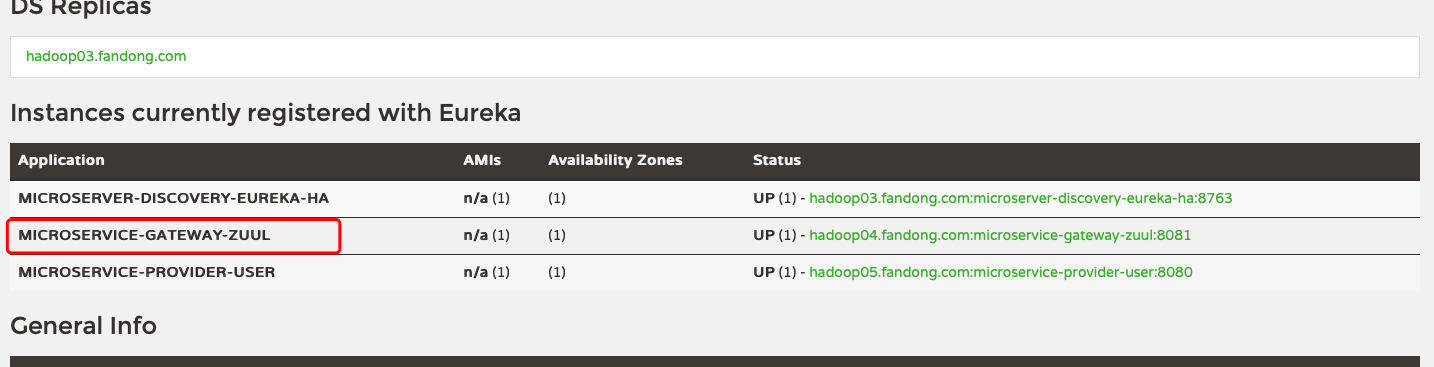 DS Replicas
hadoop03.fandong.com
Instances currently registered with Eureka
Application AMIs Availability Zones Status
MICROSERVER-DISCOVERY-EUREKA-HA n/a (1) (1) UP (1) - hadoop03.fandong.com:microserver-discovery-eureka-ha:8763
MICROSERVICE-GATEWAY-ZUUL n/a (1) (1) UP (1) - hadoop04.fandong.com:microservice-gateway-zuul:8081
MICROSERVICE-PROVIDER-USER n/a (1) (1) UP (1) - hadoop05.fandong.com:microservice-provider-user:8080
General Info